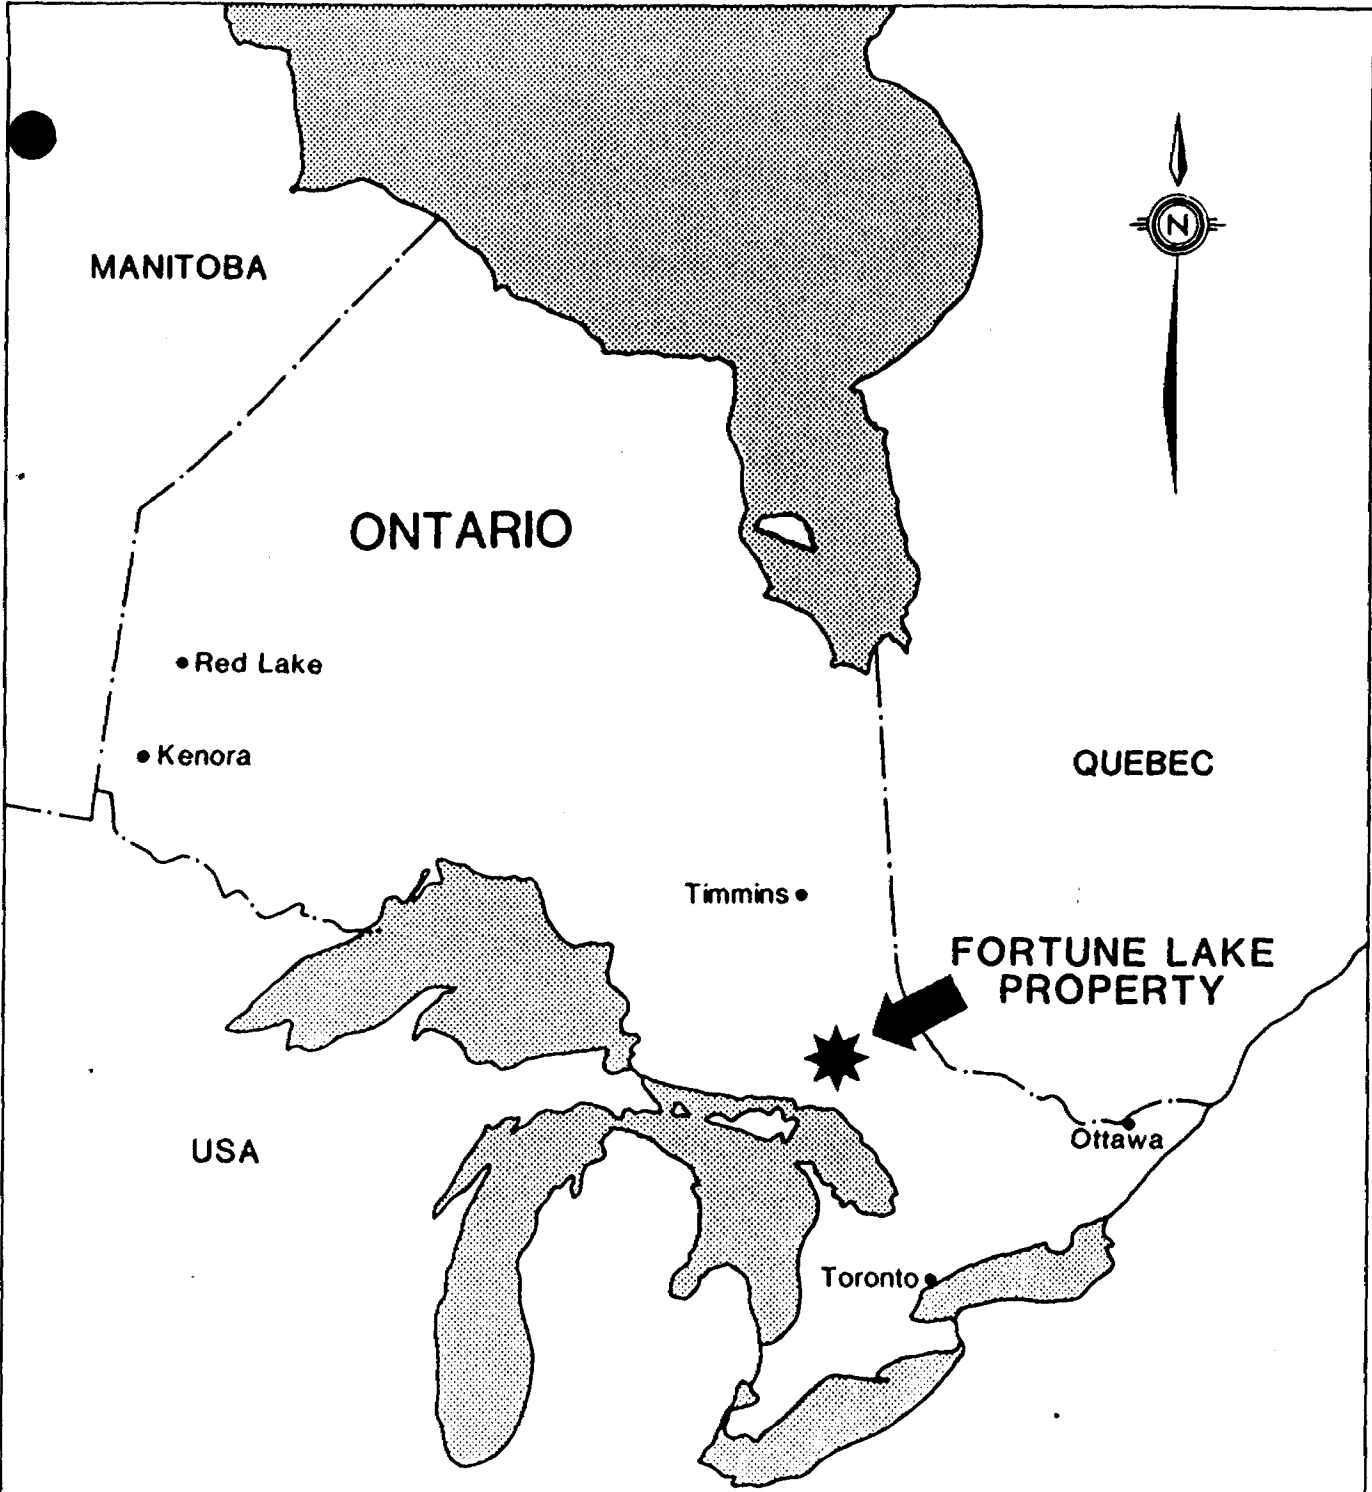 N
MANITOBA
ONTARIO
Red Lake
Kenora
QUEBEC
Timmins
FORTUNE LAKE
PROPERTY
Ottawa
USA
Toronto